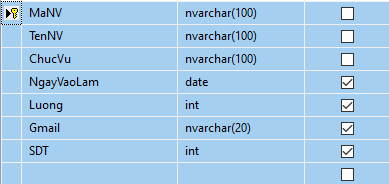 MaNV nvarchar(100)
TenNV nvarchar(100)
ChucVu nvarchar(100)
NgayVaoLam date
Luong int
Gmail nvarchar(20)
SDT int